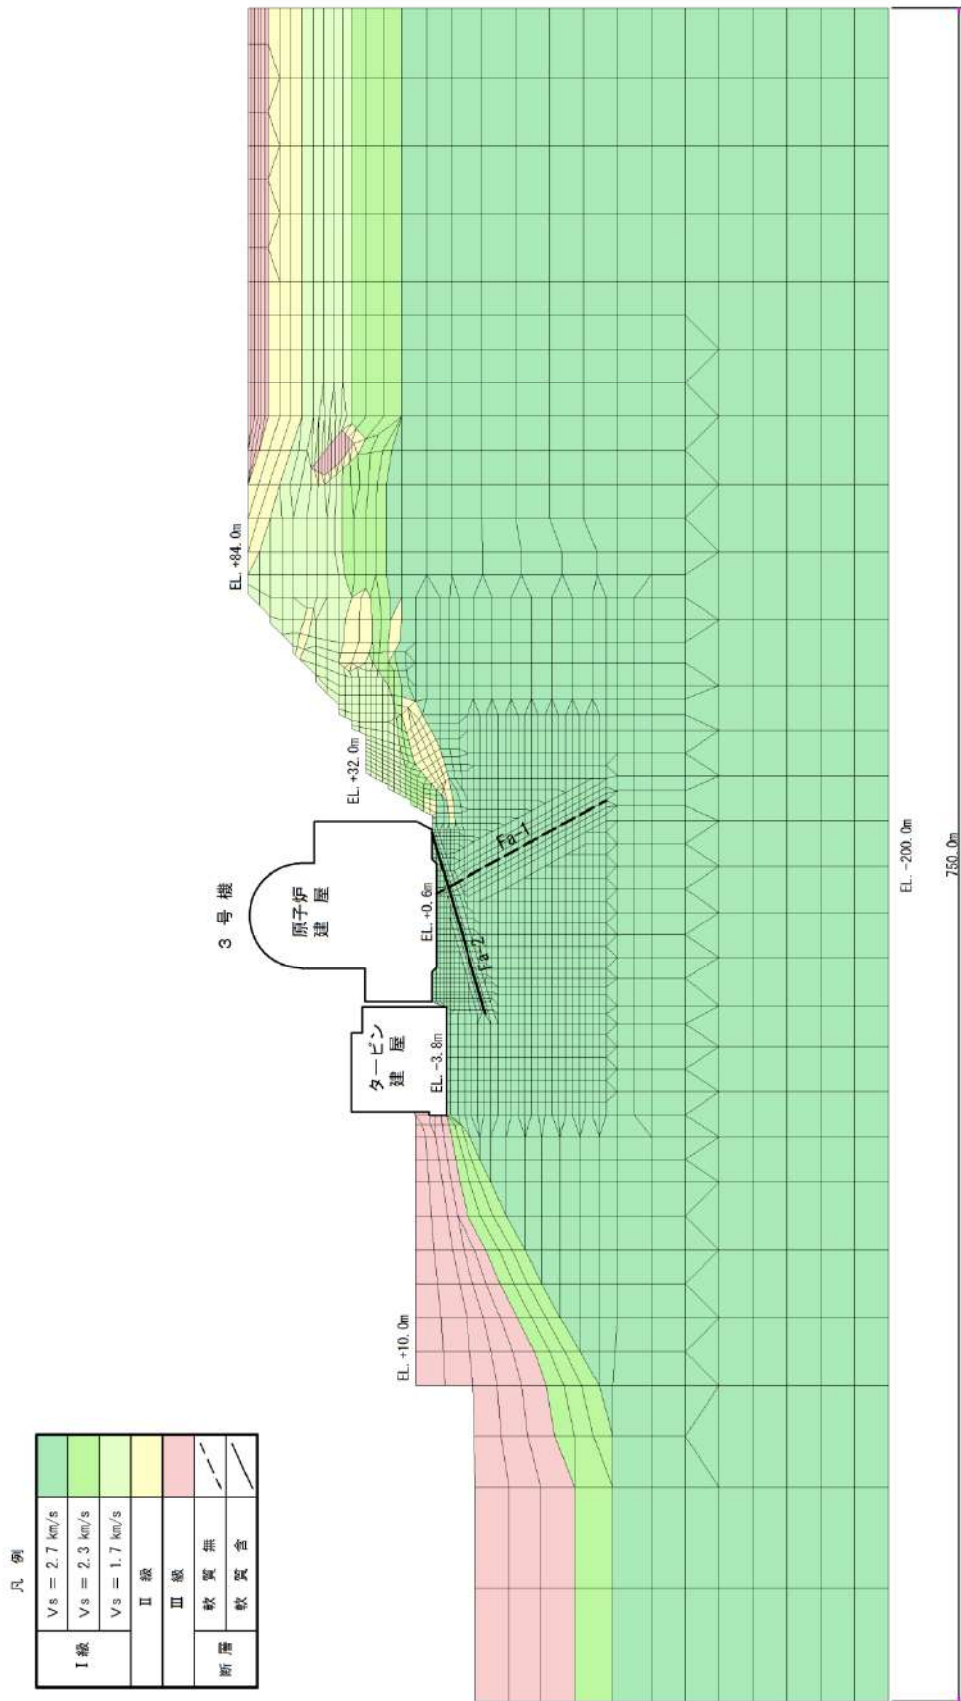 凡例
Ⅰ級
Vs = 2.7 km/s
Vs = 2.3 km/s
Vs = 1.7 km/s
Ⅱ級
Ⅲ級
断層
軟質無
軟質含
3号機
原子炉
建屋
タービン
建屋
EL. +84.0m
EL. +32.0m
EL. +0.6m
EL. -3.8m
EL. +10.0m
Fa-1
Fa-2
EL. -200.0m
750.0m